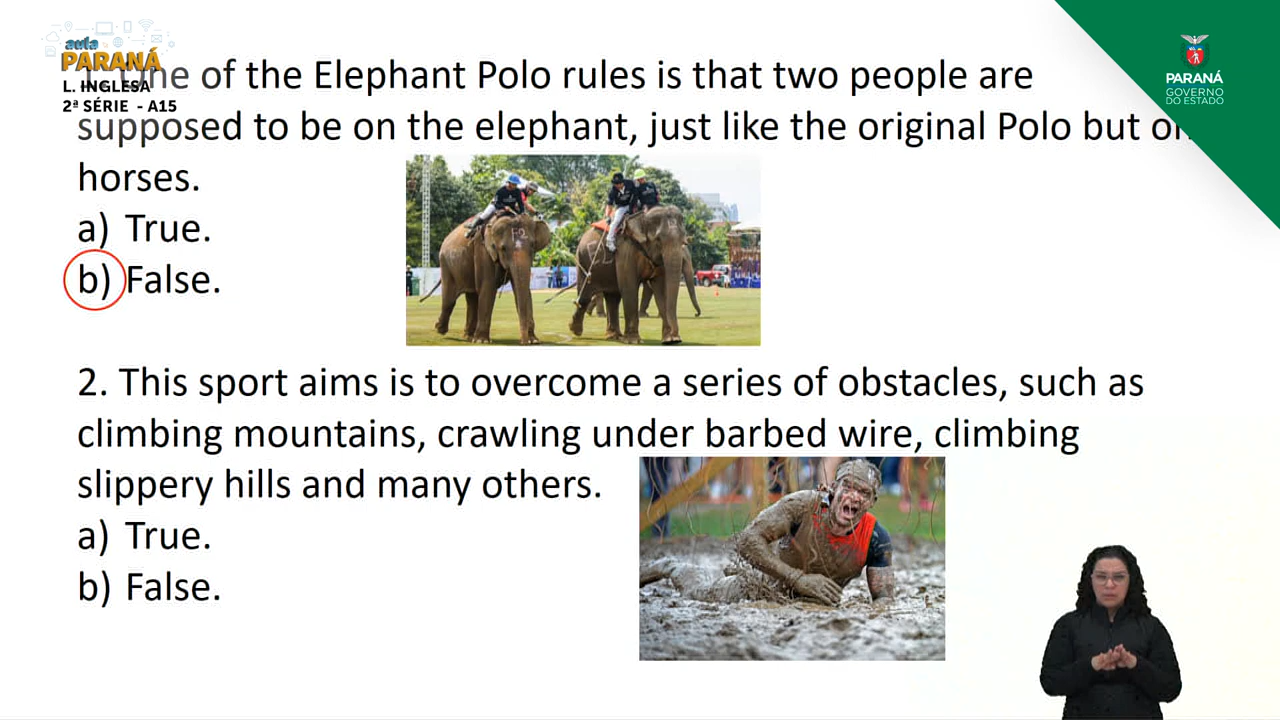 aula
PARANÁ
L. INGLESA
2ª SÉRIE - A15
PARANÁ
GOVERNO
DO ESTADO
1. One of the Elephant Polo rules is that two people are
supposed to be on the elephant, just like the original Polo but on
horses.
a) True.
b) False.
2. This sport aims is to overcome a series of obstacles, such as
climbing mountains, crawling under barbed wire, climbing
slippery hills and many others.
a) True.
b) False.